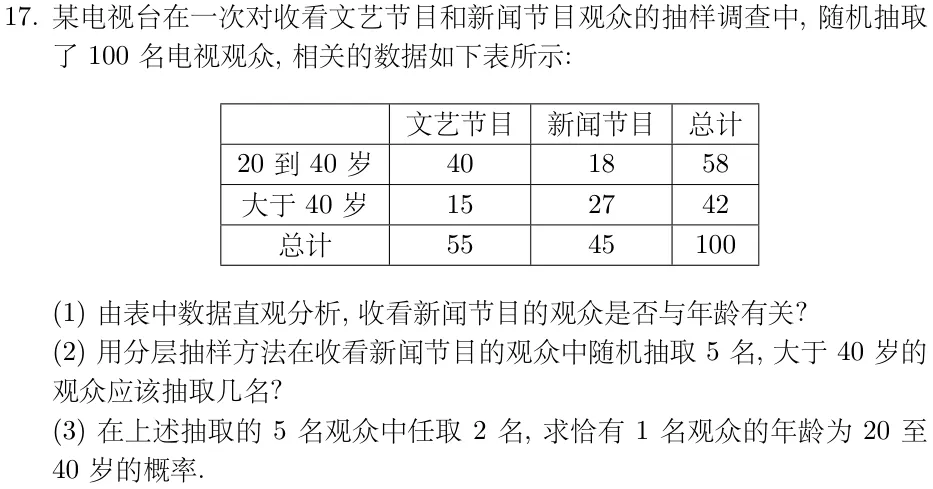 17. 某电视台在一次对收看文艺节目和新闻节目观众的抽样调查中, 随机抽取
了 100 名电视观众, 相关的数据如下表所示:
文艺节目 新闻节目 总计
20 到 40 岁 40 18 58
大于 40 岁 15 27 42
总计 55 45 100
(1) 由表中数据直观分析, 收看新闻节目的观众是否与年龄有关?
(2) 用分层抽样方法在收看新闻节目的观众中随机抽取 5 名, 大于 40 岁的
观众应该抽取几名?
(3) 在上述抽取的 5 名观众中任取 2 名, 求恰有 1 名观众的年龄为 20 至
40 岁的概率.